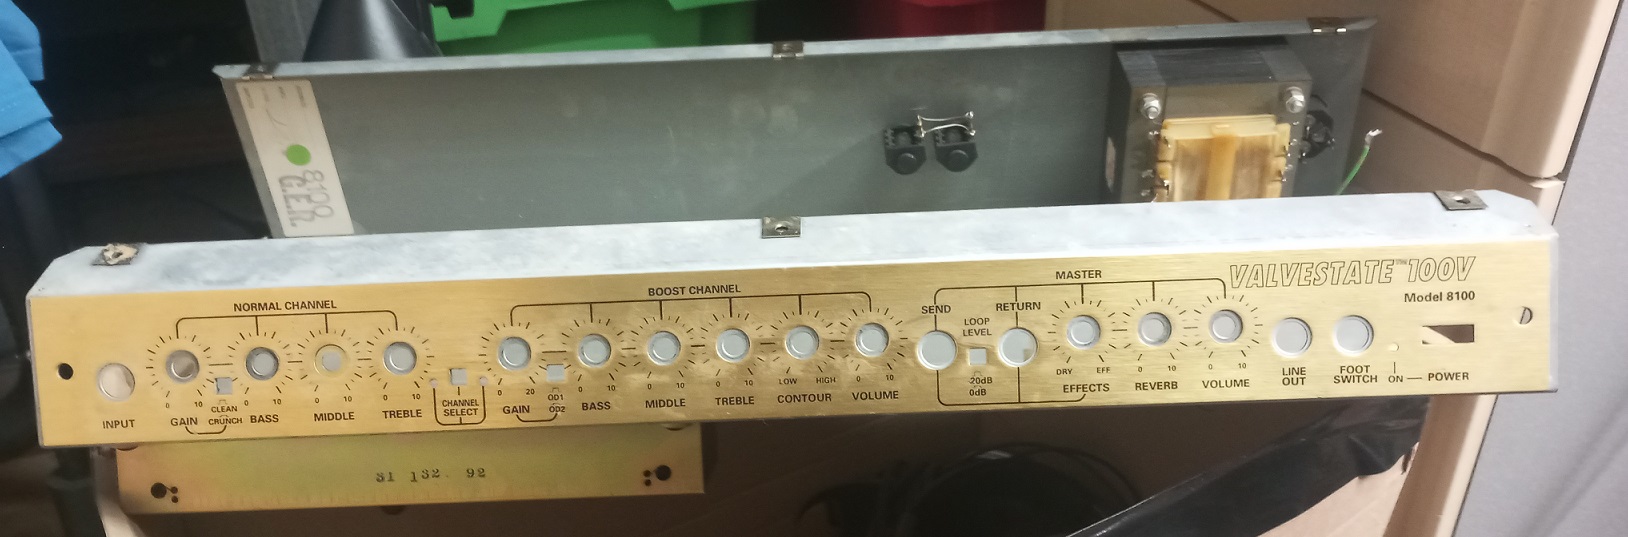 8100
GER
VALVESTATE™ 100V
Model 8100
NORMAL CHANNEL
BOOST CHANNEL
MASTER
SEND
LOOP
LEVEL
RETURN
INPUT
0 10
GAIN
CLEAN
CRUNCH
0 10
BASS
0 10
MIDDLE
0 10
TREBLE
CHANNEL
SELECT
0 20
GAIN
OD1
OD2
0 10
BASS
0 10
MIDDLE
0 10
TREBLE
LOW HIGH
CONTOUR
0 10
VOLUME
-20dB
0dB
DRY EFF
EFFECTS
0 10
REVERB
0 10
VOLUME
LINE
OUT
FOOT
SWITCH
ON
POWER
S1 132. 92